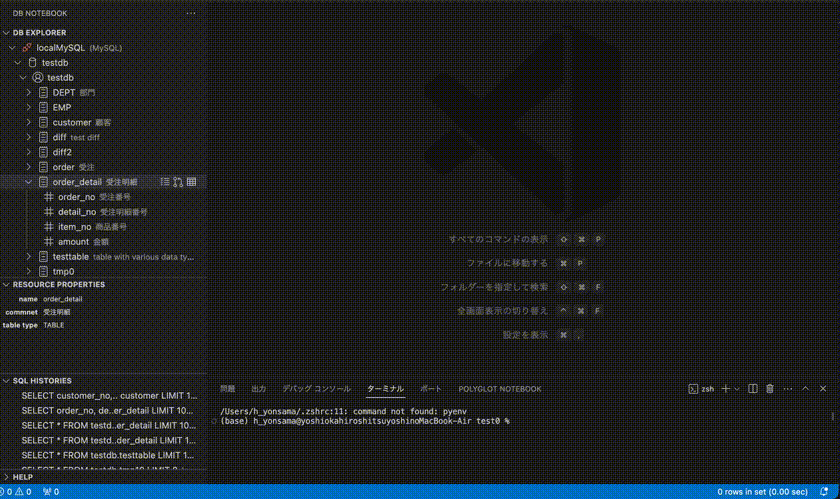 DB NOTEBOOK ...
DB EXPLORER
localMySQL (MySQL)
testdb
testdb
DEPT 部門
EMP
customer 顧客
diff test diff
diff2
order 受注
order_detail 受注明細
order_no 受注番号
detail_no 受注明細番号
item_no 商品番号
amount 金額
testtable table with various data ty...
tmp0
RESOURCE PROPERTIES
name order_detail
commnet 受注明細
table type TABLE
SQL HISTORIES
SELECT customer_no,.. customer LIMIT 1...
SELECT order_no, de..er_detail LIMIT 10...
SELECT * FROM testd..er_detail LIMIT 10...
SELECT * FROM testd..der_detail LIMIT 1...
SELECT * FROM testdb.testtable LIMIT 1...
HELP
すべてのコマンドの表示 ⇧ ⌘ P
ファイルに移動する ⌘ P
フォルダーを指定して検索 ⇧ ⌘ F
全画面表示の切り替え ^ ⌘ F
設定を表示 ⌘ ,
問題 出力 デバッグ コンソール ターミナル ポート POLYGLOT NOTEBOOK zsh
/Users/h_yonsama/.zshrc:11: command not found: pyenv
(base) h_yonsama@yoshiokahiroshitsuyoshinoMacBook-Air test0 %
0 0 0 0 rows in set (0.00 sec)